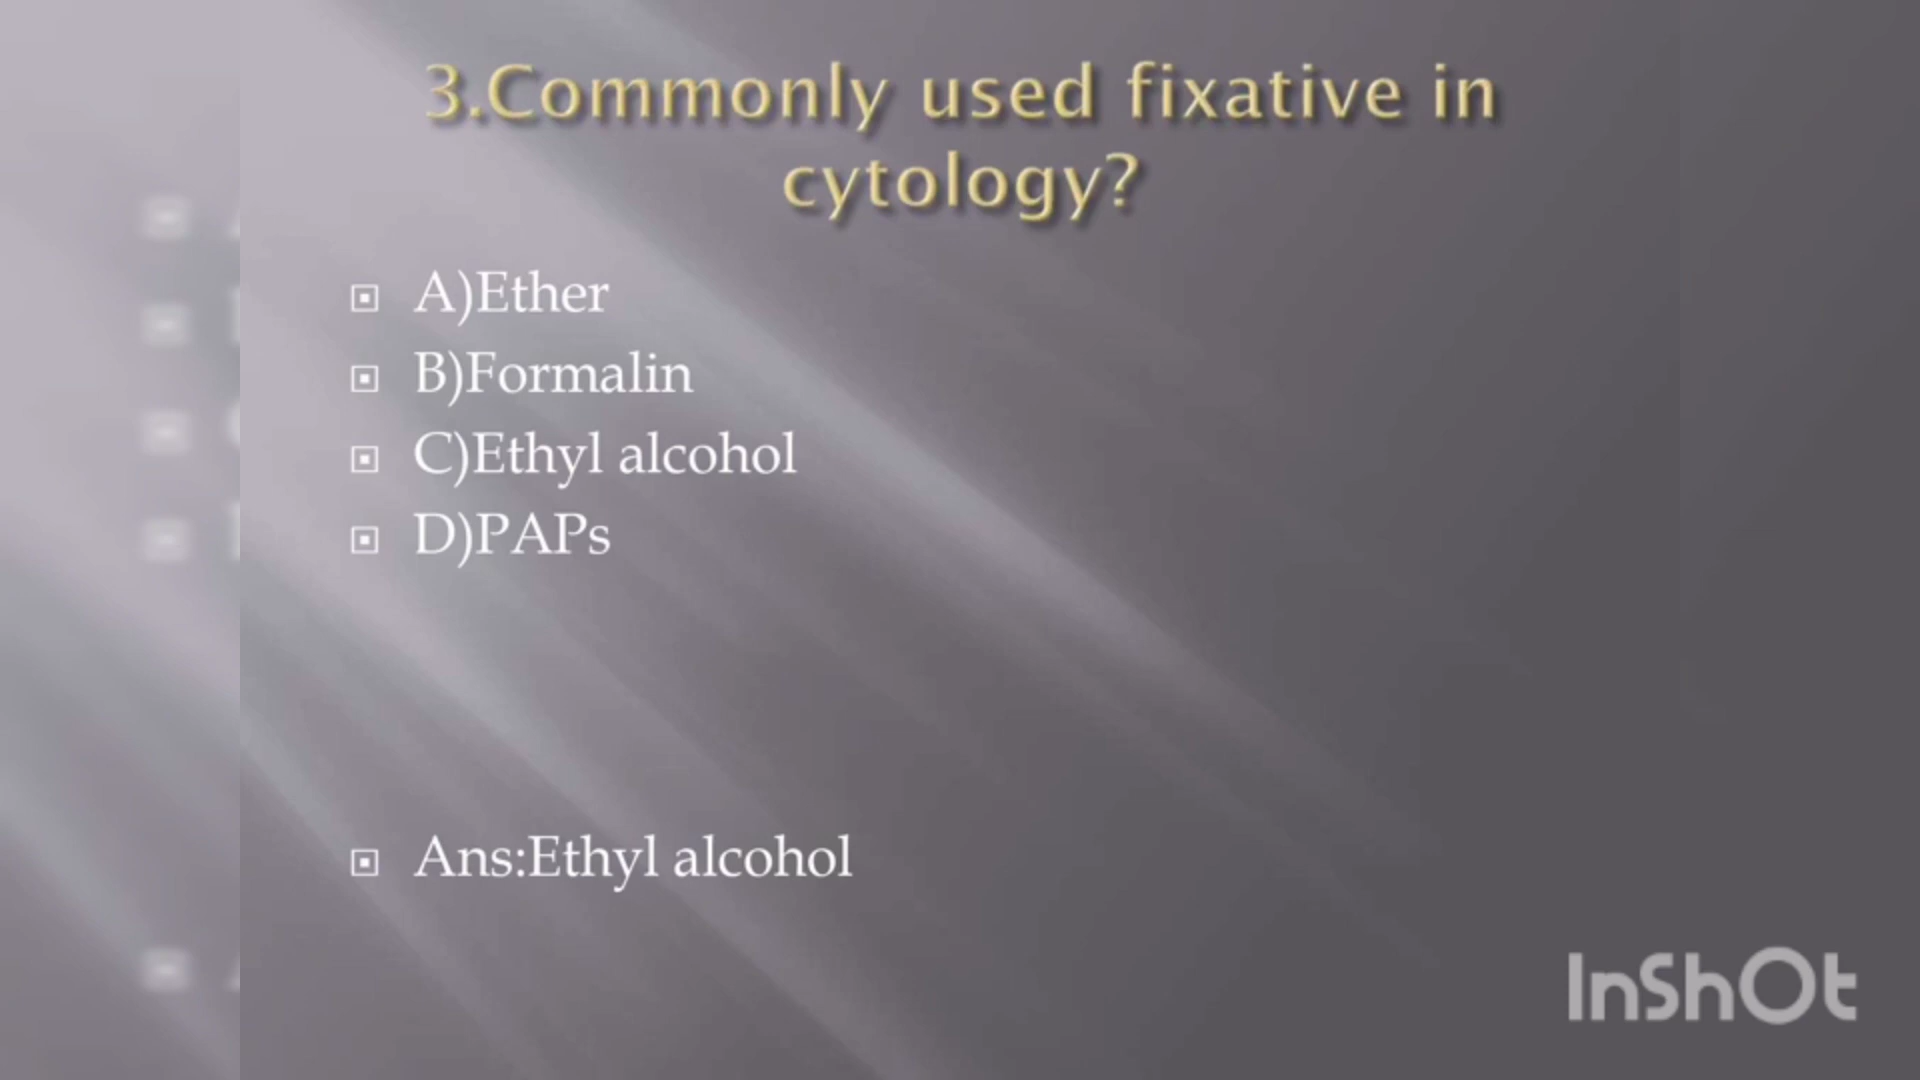 3.Commonly used fixative in
cytology?
A)Ether
B)Formalin
C)Ethyl alcohol
D)PAPs
Ans:Ethyl alcohol
InShOt